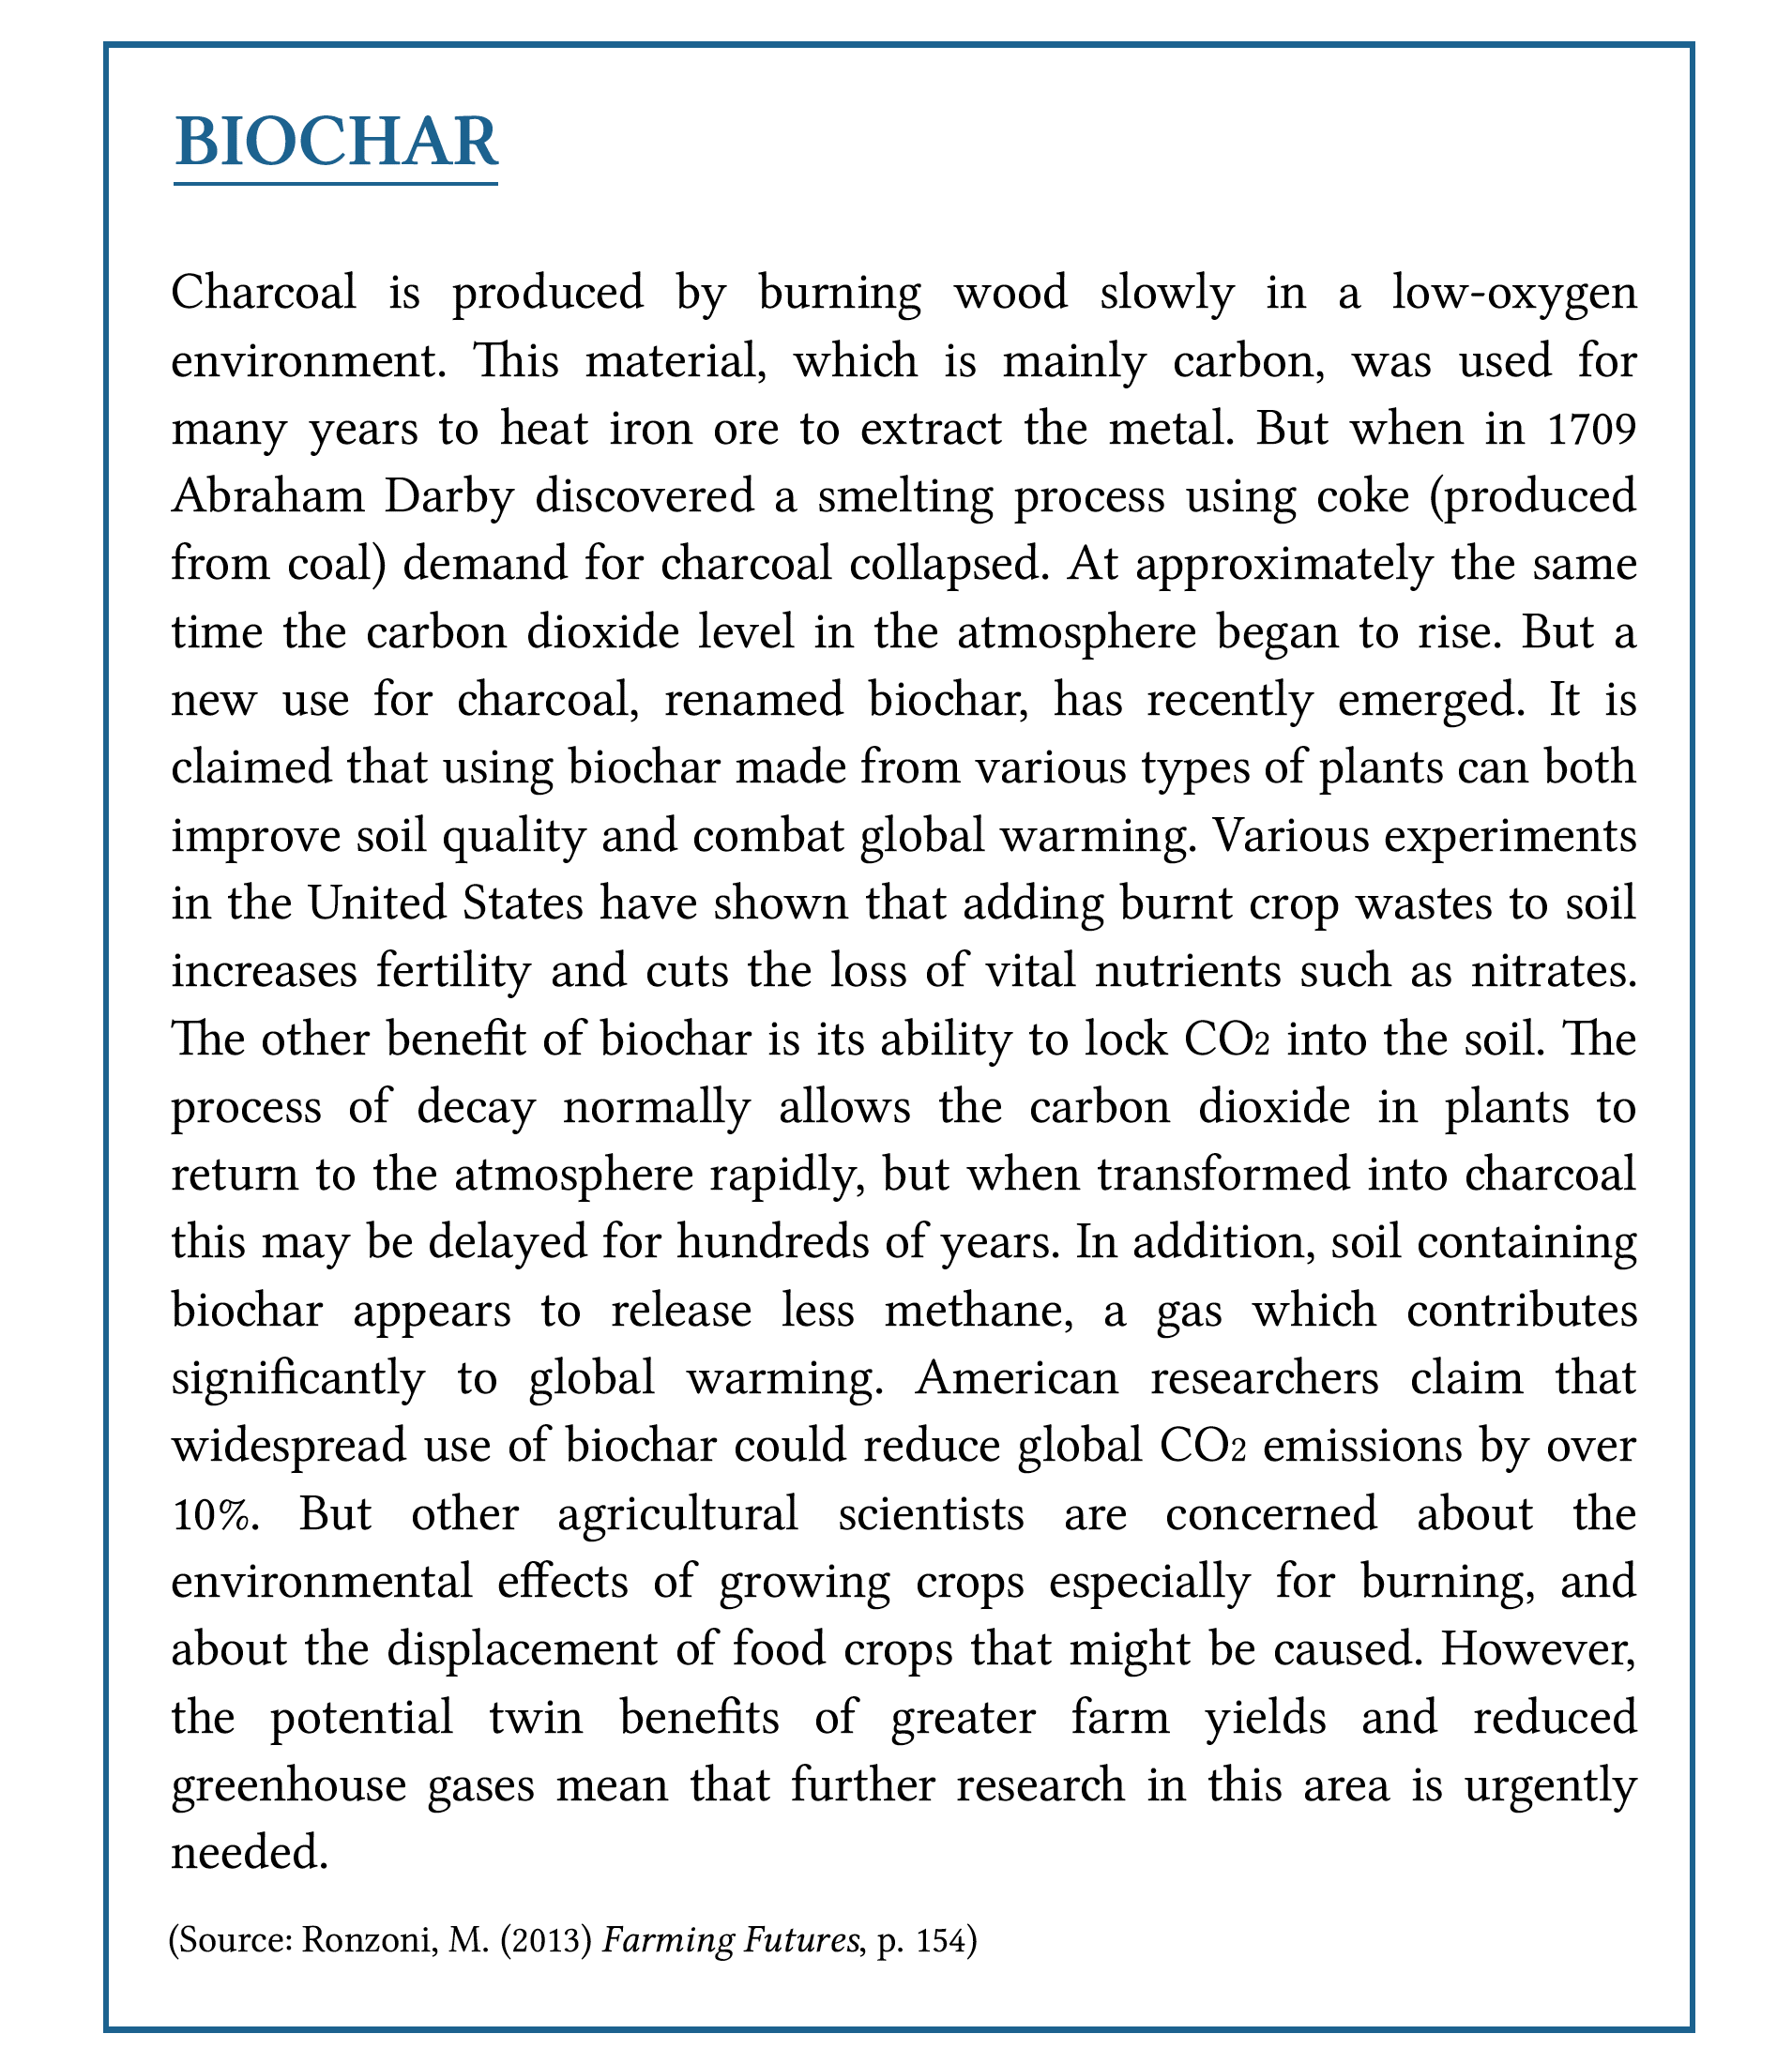 BIOCHAR
Charcoal is produced by burning wood slowly in a low-oxygen
environment. This material, which is mainly carbon, was used for
many years to heat iron ore to extract the metal. But when in 1709
Abraham Darby discovered a smelting process using coke (produced
from coal) demand for charcoal collapsed. At approximately the same
time the carbon dioxide level in the atmosphere began to rise. But a
new use for charcoal, renamed biochar, has recently emerged. It is
claimed that using biochar made from various types of plants can both
improve soil quality and combat global warming. Various experiments
in the United States have shown that adding burnt crop wastes to soil
increases fertility and cuts the loss of vital nutrients such as nitrates.
The other benefit of biochar is its ability to lock CO2 into the soil. The
process of decay normally allows the carbon dioxide in plants to
return to the atmosphere rapidly, but when transformed into charcoal
this may be delayed for hundreds of years. In addition, soil containing
biochar appears to release less methane, a gas which contributes
significantly to global warming. American researchers claim that
widespread use of biochar could reduce global CO2 emissions by over
10%. But other agricultural scientists are concerned about the
environmental effects of growing crops especially for burning, and
about the displacement of food crops that might be caused. However,
the potential twin benefits of greater farm yields and reduced
greenhouse gases mean that further research in this area is urgently
needed.
(Source: Ronzoni, M. (2013) Farming Futures, p. 154)